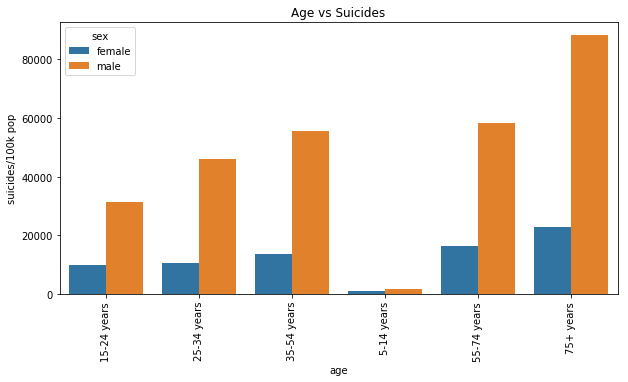 Age vs Suicides
sex
female
male
suicides/100k pop
80000
60000
40000
20000
0
15-24 years
25-34 years
35-54 years
5-14 years
55-74 years
75+ years
age